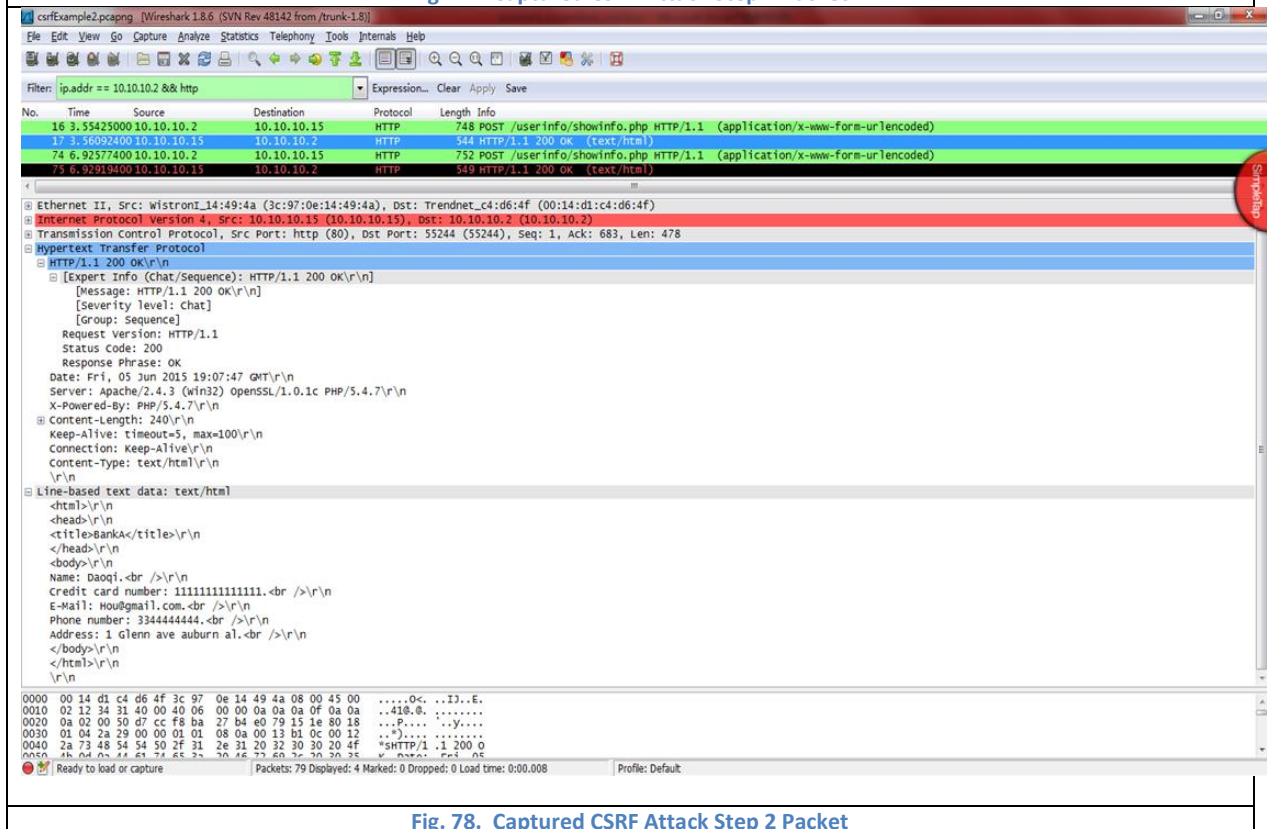 csrfExample2.pcapng [Wireshark 1.8.6 (SVN Rev 48142 from /trunk-1.8)]
File Edit View Go Capture Analyze Statistics Telephony Tools Internals Help
Filter: ip.addr == 10.10.10.2 && http Expression... Clear Apply Save
No. Time Source Destination Protocol Length Info
16 3.55425000 10.10.10.2 10.10.10.15 HTTP 748 POST /userinfo/showinfo.php HTTP/1.1 (application/x-www-form-urlencoded)
17 3.56092400 10.10.10.15 10.10.10.2 HTTP 544 HTTP/1.1 200 OK (text/html)
74 6.92577400 10.10.10.2 10.10.10.15 HTTP 752 POST /userinfo/showinfo.php HTTP/1.1 (application/x-www-form-urlencoded)
75 6.92919400 10.10.10.15 10.10.10.2 HTTP 549 HTTP/1.1 200 OK (text/html)
SimpleTap
Ethernet II, Src: WistronI_14:49:4a (3c:97:0e:14:49:4a), Dst: Trendnet_c4:d6:4f (00:14:d1:c4:d6:4f)
Internet Protocol Version 4, Src: 10.10.10.15 (10.10.10.15), Dst: 10.10.10.2 (10.10.10.2)
Transmission Control Protocol, Src Port: http (80), Dst Port: 55244 (55244), Seq: 1, Ack: 683, Len: 478
Hypertext Transfer Protocol
HTTP/1.1 200 OK\r\n
[Expert Info (Chat/Sequence): HTTP/1.1 200 OK\r\n]
[Message: HTTP/1.1 200 OK\r\n]
[Severity level: Chat]
[Group: Sequence]
Request Version: HTTP/1.1
Status Code: 200
Response Phrase: OK
Date: Fri, 05 Jun 2015 19:07:47 GMT\r\n
Server: Apache/2.4.3 (Win32) OpenSSL/1.0.1c PHP/5.4.7\r\n
X-Powered-By: PHP/5.4.7\r\n
Content-Length: 240\r\n
Keep-Alive: timeout=5, max=100\r\n
Connection: Keep-Alive\r\n
Content-Type: text/html\r\n
\r\n
Line-based text data: text/html
<html>\r\n
<head>\r\n
<title>BankA</title>\r\n
</head>\r\n
<body>\r\n
Name: Daoqi.<br />\r\n
Credit card number: 11111111111111.<br />\r\n
E-Mail: Hou@gmail.com.<br />\r\n
Phone number: 3344444444.<br />\r\n
Address: 1 Glenn ave auburn al.<br />\r\n
</body>\r\n
</html>\r\n
\r\n
0000 00 14 d1 c4 d6 4f 3c 97 0e 14 49 4a 08 00 45 00 .....O<. ..IJ..E.
0010 02 12 34 31 40 00 40 06 00 00 0a 0a 0a 0f 0a 0a ..41@.@. ........
0020 0a 02 00 50 d7 cc f8 ba 27 b4 e0 79 15 1e 80 18 ...P.... '..y....
0030 01 04 2a 29 00 00 01 01 08 0a 00 13 b1 0c 00 12 ..*).... ........
0040 2a 73 48 54 54 50 2f 31 2e 31 20 32 30 30 20 4f *sHTTP/1 .1 200 O
Ready to load or capture Packets: 79 Displayed: 4 Marked: 0 Dropped: 0 Load time: 0:00.008 Profile: Default
Fig. 78. Captured CSRF Attack Step 2 Packet